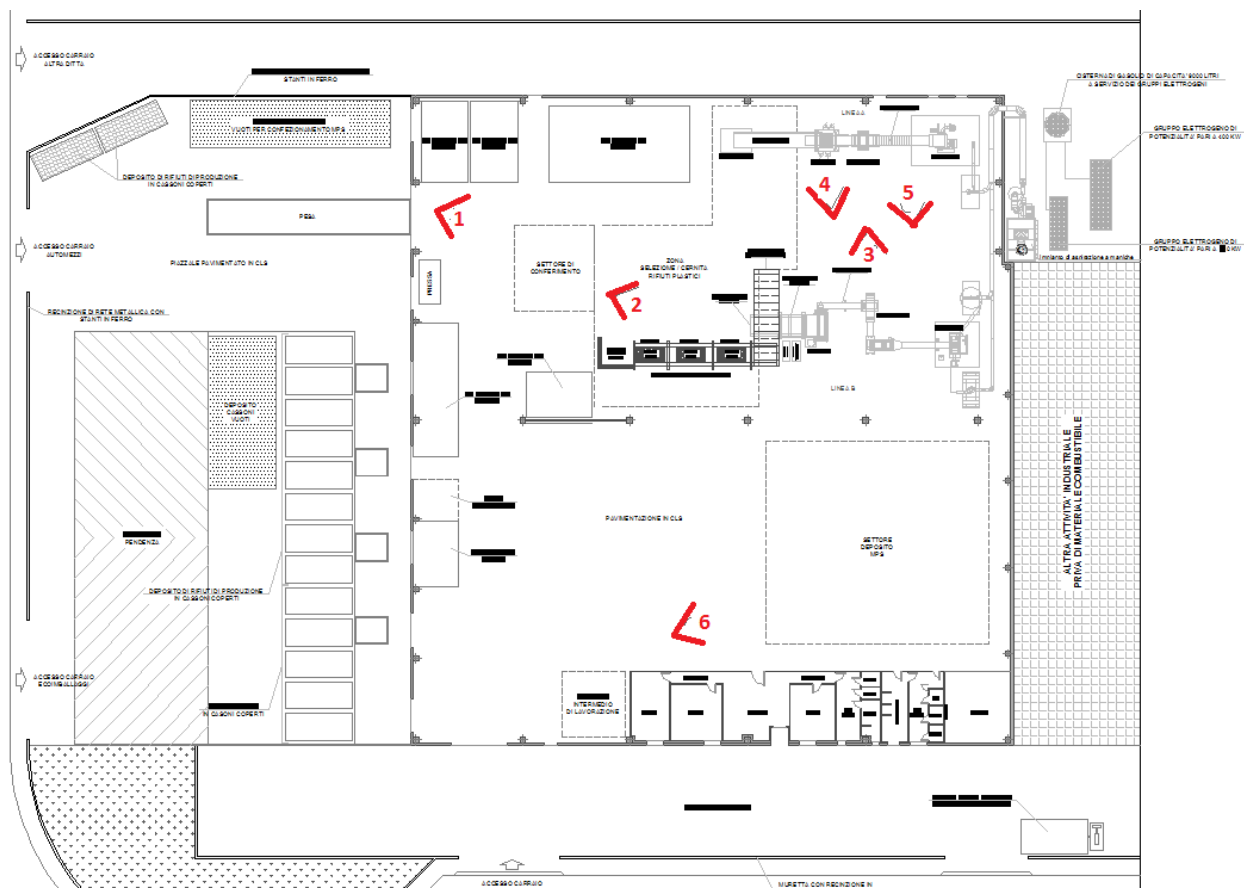 ACCESSO CARRAIO
ALTRA DITTA
STANTI IN FERRO
VUOTI PER CONFEZIONAMENTO MPS
DEPOSITO DI RIFIUTI DI PRODUZIONE
IN CASSONI COPERTI
PESA
ACCESSO CARRAIO
AUTOMEZZI
PIAZZALE PAVIMENTATO IN CLS
RECINZIONE DI RETE METALLICA CON
STANTI IN FERRO
PRESSA
SETTORE DI
CONFERIMENTO
ZONA
SELEZIONE / CERNITA
RIFIUTI PLASTICI
LINEA A
LINEA B
1
2
3
4
5
6
CISTERNA DI GASOLIO DI CAPACITA' 9000 LITRI
A SERVIZIO DEI GRUPPI ELETTROGENI
GRUPPO ELETTROGENO DI
POTENZIALITA' PARI A 400 KW
GRUPPO ELETTROGENO DI
POTENZIALITA' PARI A 0 KW
Impianto di aspirazione a maniche
DEPOSITO
CASSONI
VUOTI
PENDENZA
DEPOSITO DI RIFIUTI DI PRODUZIONE
IN CASSONI COPERTI
PAVIMENTAZIONE IN CLS
SETTORE
DEPOSITO
MPS
ALTRA ATTIVITA' INDUSTRIALE
PRIVA DI MATERIALE COMBUSTIBILE
ACCESSO CARRAIO
ECOIMBALLAGGI
IN CASONI COPERTI
INTERMEDIO
DI LAVORAZIONE
ACCESSO CARRAIO
MURETTA CON RECINZIONE IN